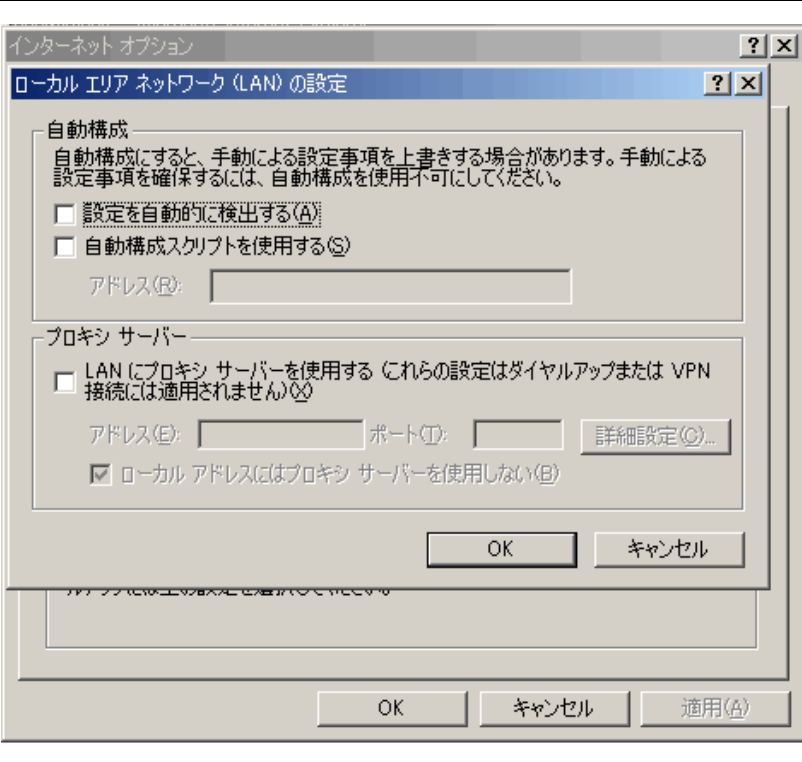 インターネット オプション
ローカル エリア ネットワーク (LAN) の設定
自動構成
自動構成にすると、手動による設定事項を上書きする場合があります。手動による
設定事項を確保するには、自動構成を使用不可にしてください。
設定を自動的に検出する(A)
自動構成スクリプトを使用する(S)
アドレス(R):
プロキシ サーバー
LAN にプロキシ サーバーを使用する (これらの設定はダイヤルアップまたは VPN
接続には適用されません)(X)
アドレス(E): ポート(T): 詳細設定(C)...
ローカル アドレスにはプロキシ サーバーを使用しない(B)
OK キャンセル
OK キャンセル 適用(A)